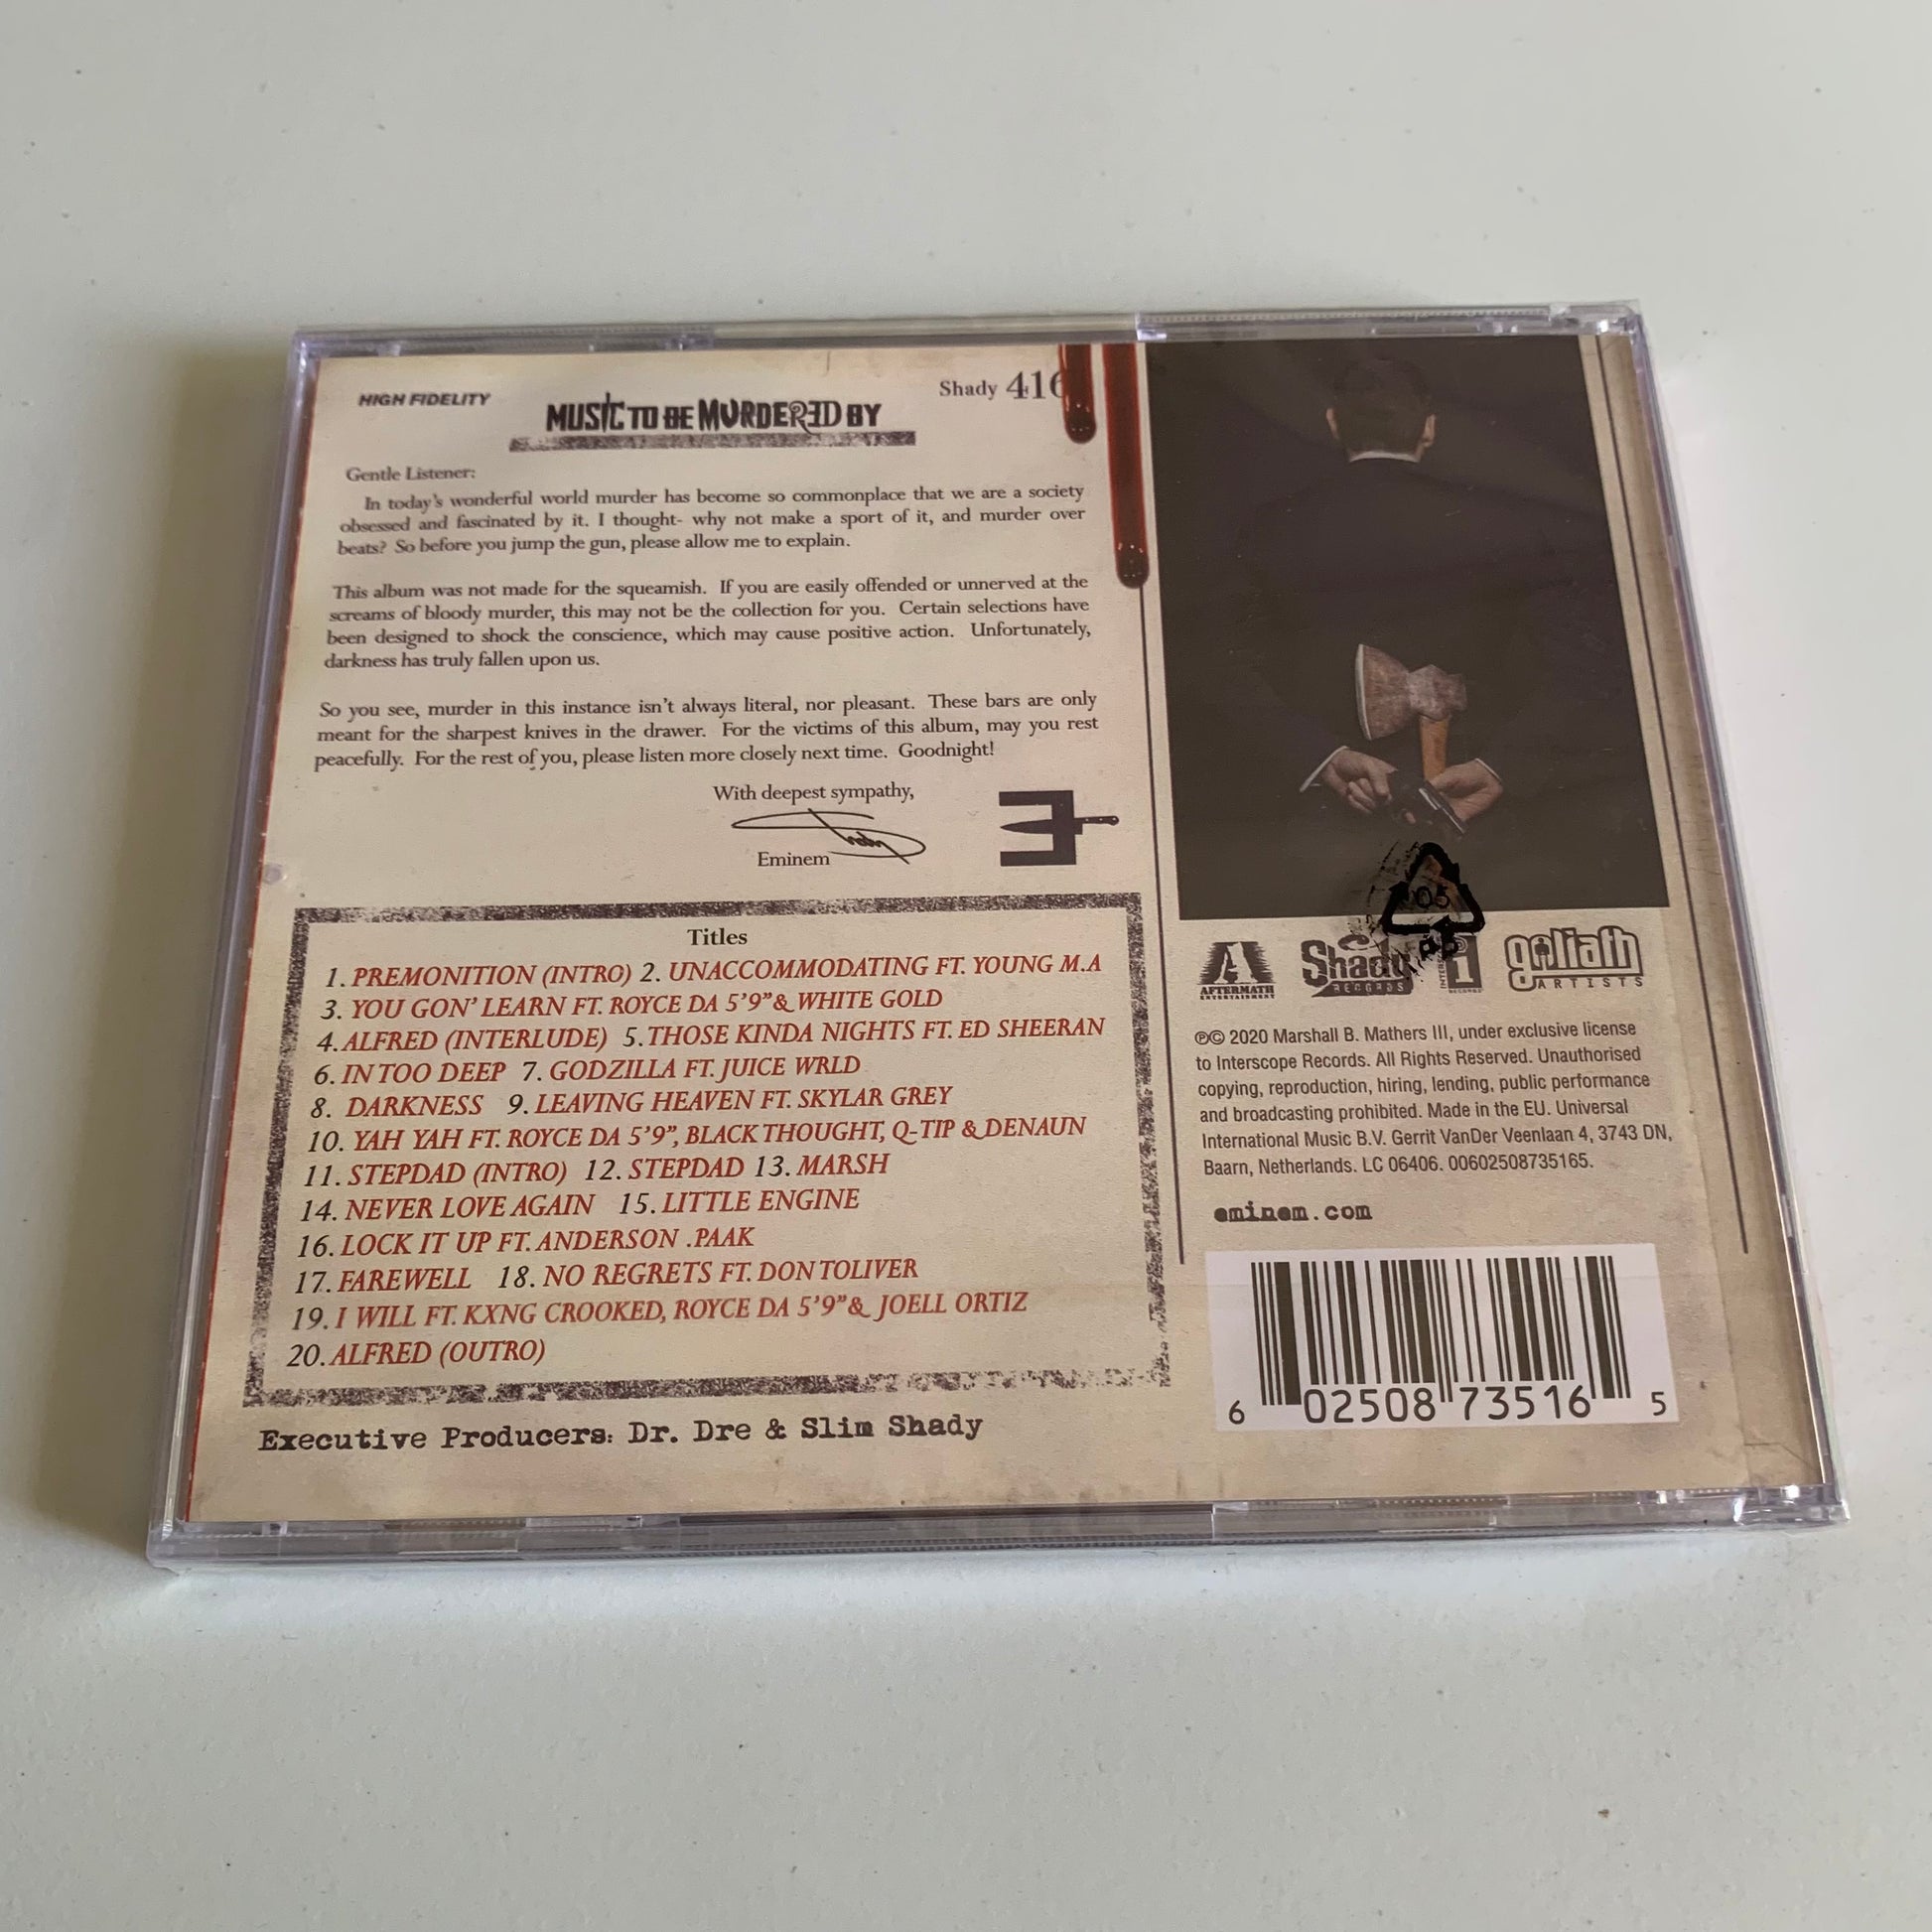 HIGH FIDELITY
MUSIC TO BE MURDERED BY
Shady 416
Gentle Listener:
In today's wonderful world murder has become so commonplace that we are a society
obsessed and fascinated by it. I thought- why not make a sport of it, and murder over
beats? So before you jump the gun, please allow me to explain.
This album was not made for the squeamish. If you are easily offended or unnerved at the
screams of bloody murder, this may not be the collection for you. Certain selections have
been designed to shock the conscience, which may cause positive action. Unfortunately,
darkness has truly fallen upon us.
So you see, murder in this instance isn't always literal, nor pleasant. These bars are only
meant for the sharpest knives in the drawer. For the victims of this album, may you rest
peacefully. For the rest of you, please listen more closely next time. Goodnight!
With deepest sympathy,
Shady
Eminem
Titles
1. PREMONITION (INTRO) 2. UNACCOMMODATING FT. YOUNG M.A
3. YOU GON' LEARN FT. ROYCE DA 5'9" & WHITE GOLD
4. ALFRED (INTERLUDE) 5. THOSE KINDA NIGHTS FT. ED SHEERAN
6. IN TOO DEEP 7. GODZILLA FT. JUICE WRLD
8. DARKNESS 9. LEAVING HEAVEN FT. SKYLAR GREY
10. YAH YAH FT. ROYCE DA 5'9", BLACK THOUGHT, Q-TIP & DENAUN
11. STEPDAD (INTRO) 12. STEPDAD 13. MARSH
14. NEVER LOVE AGAIN 15. LITTLE ENGINE
16. LOCK IT UP FT. ANDERSON .PAAK
17. FAREWELL 18. NO REGRETS FT. DON TOLIVER
19. I WILL FT. KXNG CROOKED, ROYCE DA 5'9" & JOELL ORTIZ
20. ALFRED (OUTRO)
Executive Producers: Dr. Dre & Slim Shady
05
PP
A
AFTERMATH
ENTERTAINMENT
Shady
RECORDS
goliath
ARTISTS
℗© 2020 Marshall B. Mathers III, under exclusive license
to Interscope Records. All Rights Reserved. Unauthorised
copying, reproduction, hiring, lending, public performance
and broadcasting prohibited. Made in the EU. Universal
International Music B.V. Gerrit VanDer Veenlaan 4, 3743 DN,
Baarn, Netherlands. LC 06406. 00602508735165.
eminem.com
6 02508 73516 5